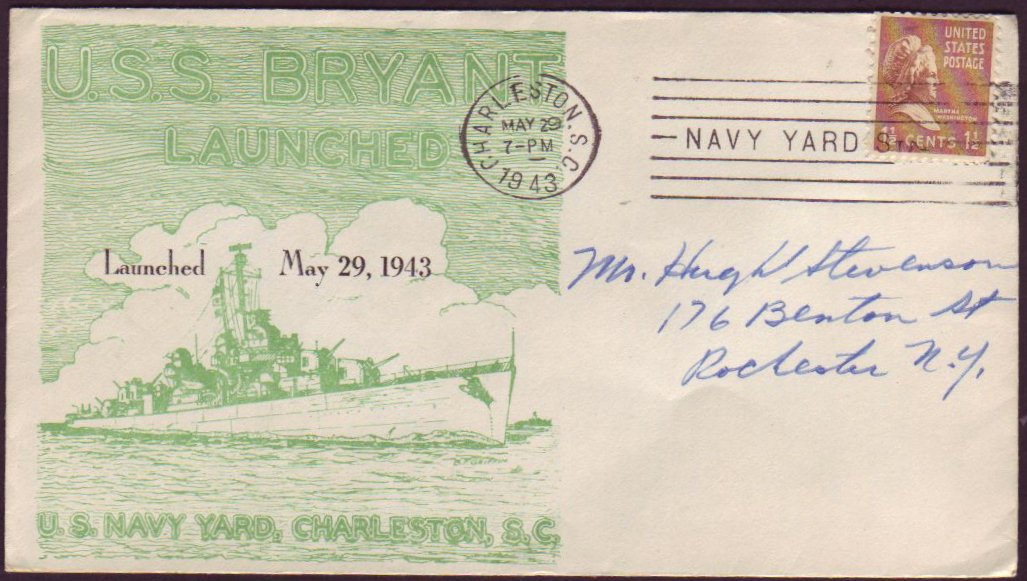 U.S.S. BRYANT
LAUNCHED
Launched May 29, 1943
U.S. NAVY YARD, CHARLESTON, S.C.
CHARLESTON, S.C.
MAY 29
7-PM
1943
NAVY YARD
UNITED
STATES
POSTAGE
MARTHA
WASHINGTON
1½ CENTS 1½
Mr. Hugh Stevenson
176 Benton St
Rochester N.Y.